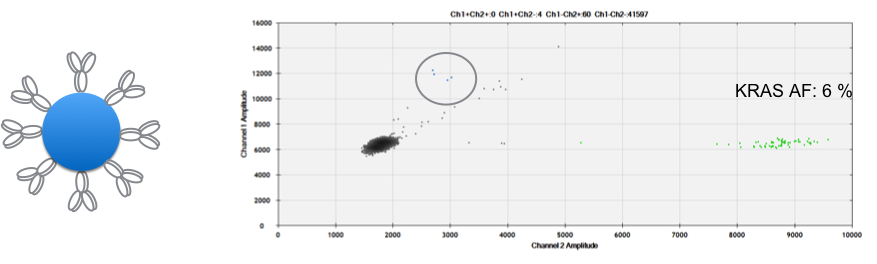 Ch1+Ch2+:0 Ch1+Ch2-:4 Ch1-Ch2+:60 Ch1-Ch2-:41597
16000
14000
12000
10000
8000
6000
4000
2000
0
Channel 1 Amplitude
KRAS AF: 6 %
0 1000 2000 3000 4000 5000 6000 7000 8000 9000 10000
Channel 2 Amplitude